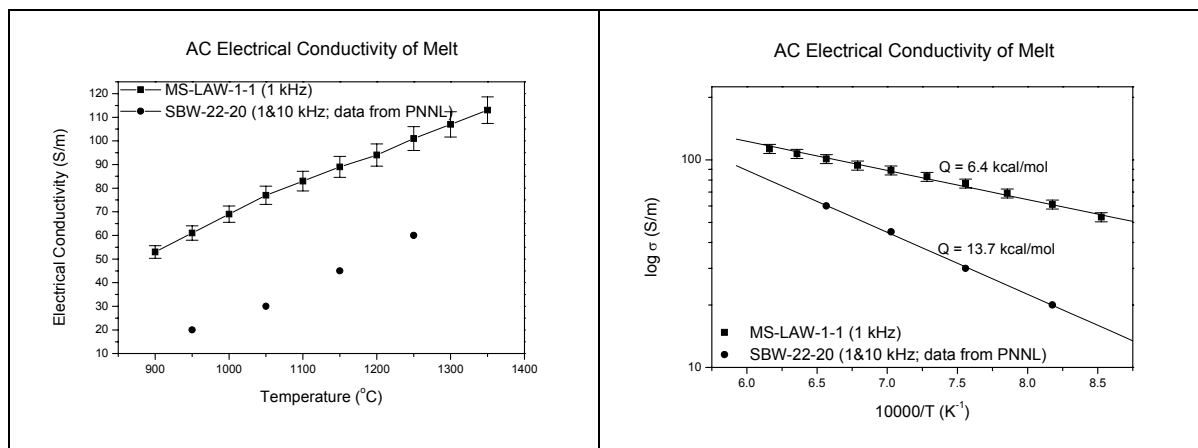 AC Electrical Conductivity of Melt
MS-LAW-1-1 (1 kHz)
SBW-22-20 (1&10 kHz; data from PNNL)
Electrical Conductivity (S/m)
120
110
100
90
80
70
60
50
40
30
20
10
900 1000 1100 1200 1300 1400
Temperature (°C)
AC Electrical Conductivity of Melt
log σ (S/m)
100
10
Q = 6.4 kcal/mol
Q = 13.7 kcal/mol
MS-LAW-1-1 (1 kHz)
SBW-22-20 (1&10 kHz; data from PNNL)
6.0 6.5 7.0 7.5 8.0 8.5
10000/T (K⁻¹)